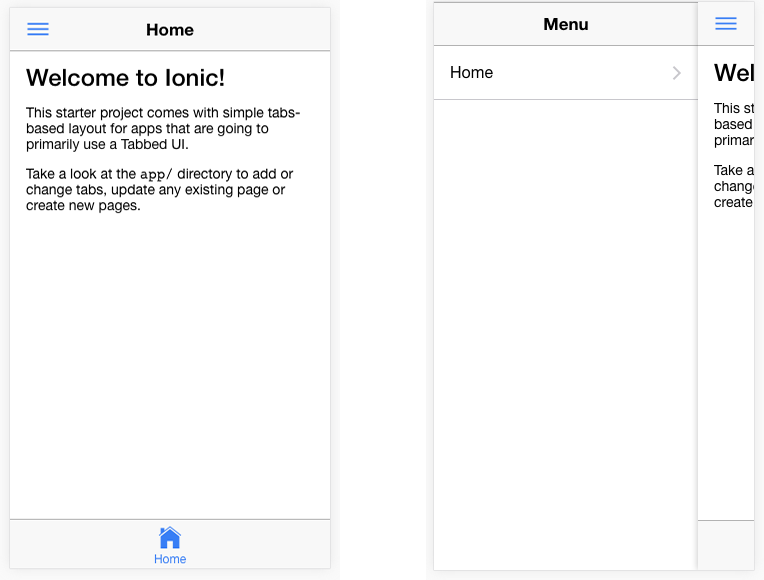 Home
Welcome to Ionic!
This starter project comes with simple tabs-
based layout for apps that are going to
primarily use a Tabbed UI.
Take a look at the app/ directory to add or
change tabs, update any existing page or
create new pages.
Home
Menu
Home
Wel
This st
based
primar
Take a
change
create